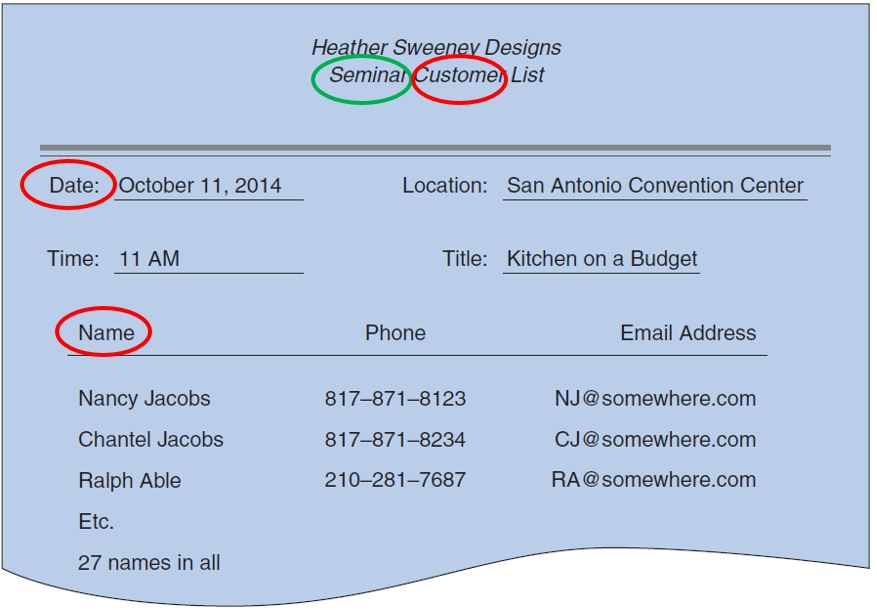 Heather Sweeney Designs
Seminar Customer List
Date: October 11, 2014 Location: San Antonio Convention Center
Time: 11 AM Title: Kitchen on a Budget
Name Phone Email Address
Nancy Jacobs 817–871–8123 NJ@somewhere.com
Chantel Jacobs 817–871–8234 CJ@somewhere.com
Ralph Able 210–281–7687 RA@somewhere.com
Etc.
27 names in all